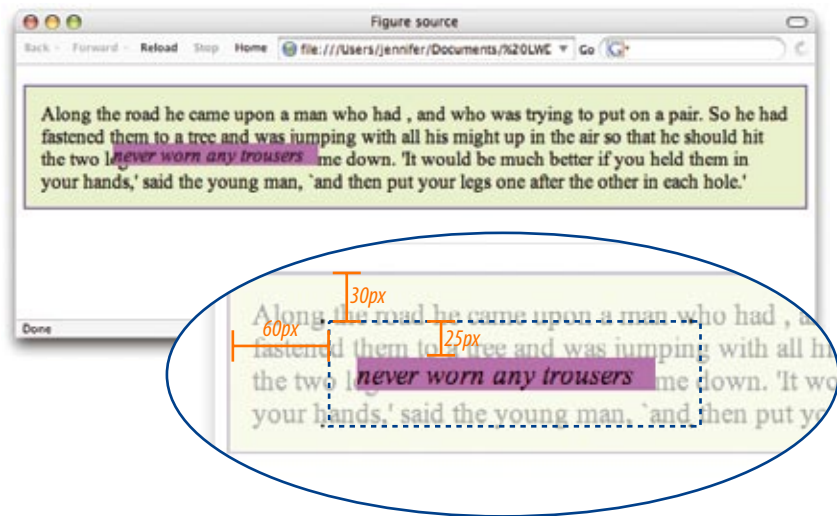 Figure source
Back Forward Reload Stop Home file:///Users/jennifer/Documents/%20LWD Go G
Along the road he came upon a man who had , and who was trying to put on a pair. So he had
fastened them to a tree and was jumping with all his might up in the air so that he should hit
the two l never worn any trousers me down. 'It would be much better if you held them in
your hands,' said the young man, `and then put your legs one after the other in each hole.'
Done
30px
60px
25px
Along the road he came upon a man who had , a
fastened them to a tree and was jumping with all hi
the two l never worn any trousers me down. 'It wo
your hands,' said the young man, `and then put yo